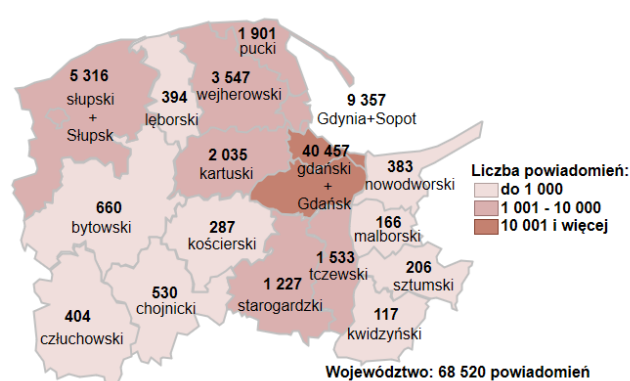 1 901
pucki
5 316
słupski
+
Słupsk
394
lęborski
3 547
wejherowski
9 357
Gdynia+Sopot
2 035
kartuski
40 457
gdański
+
Gdańsk
383
nowodworski
Liczba powiadomień:
do 1 000
1 001 - 10 000
10 001 i więcej
660
bytowski
287
kościerski
166
malborski
1 533
tczewski
206
sztumski
1 227
starogardzki
530
chojnicki
404
człuchowski
117
kwidzyński
Województwo: 68 520 powiadomień